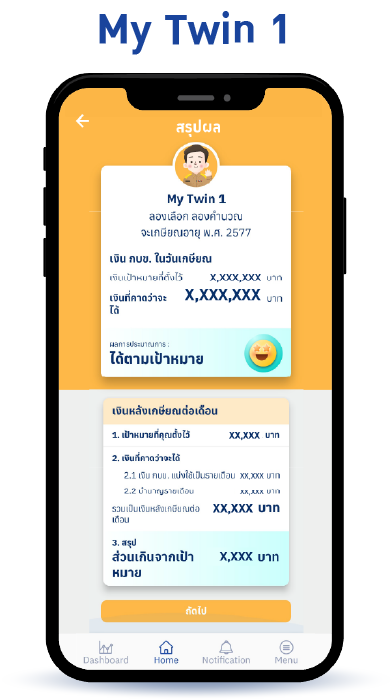 My Twin 1
สรุปผล
My Twin 1
ลองเลือก ลองคำนวณ
จะเกษียณอายุ พ.ศ. 2577
เงิน กบข. ในวันเกษียณ
เงินเป้าหมายที่ตั้งไว้ X,XXX,XXX บาท
เงินที่คาดว่าจะ X,XXX,XXX บาท
ได้
ผลการประมาณการ :
ได้ตามเป้าหมาย
เงินหลังเกษียณต่อเดือน
1. เป้าหมายที่คุณตั้งไว้ XX,XXX บาท
2. เงินที่คาดว่าจะได้
2.1 เงิน กบข. แบ่งใช้เป็นรายเดือน xx,xxx บาท
2.2 บำนาญรายเดือน xx,xxx บาท
รวมเป็นเงินหลังเกษียณต่อ XX,XXX บาท
เดือน
3. สรุป
ส่วนเกินจากเป้า X,XXX บาท
หมาย
ถัดไป
Dashboard Home Notification Menu